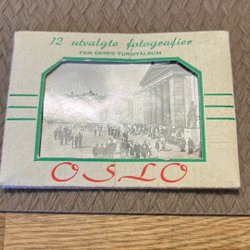 12 utvalgte fotografier
FOR DERES TURISTALBUM
OSLO